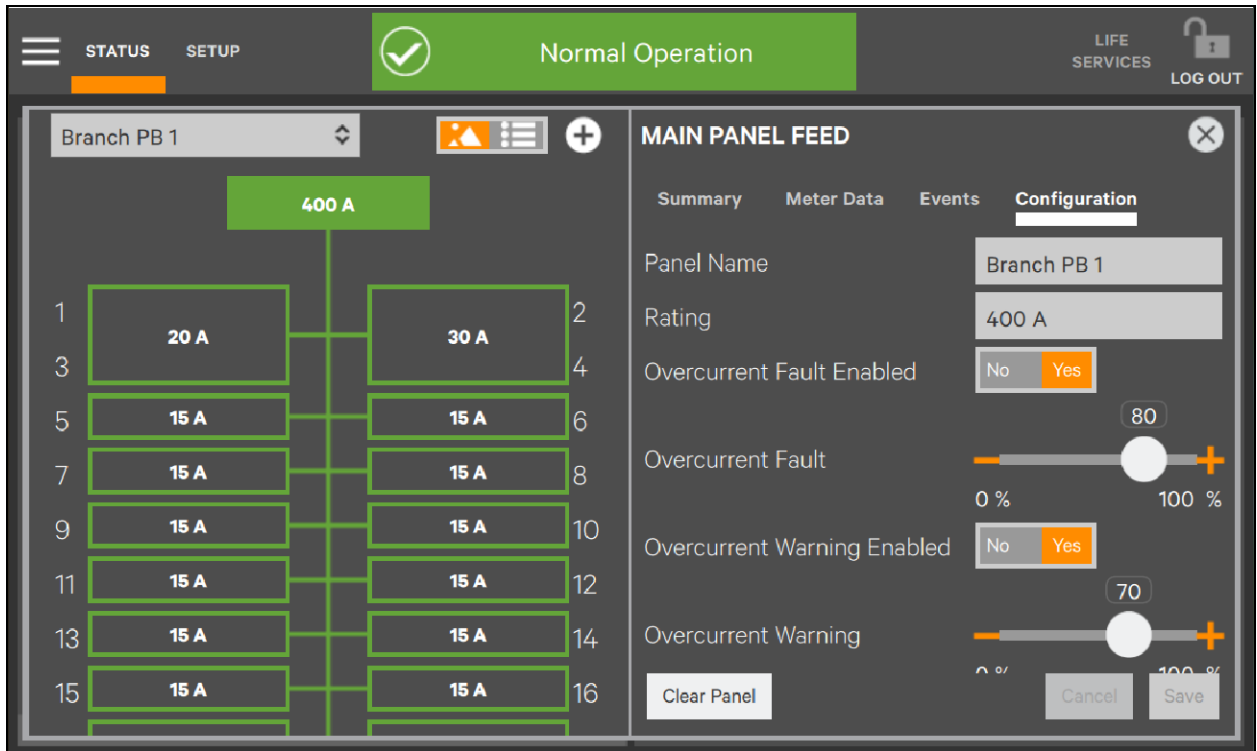 STATUS SETUP Normal Operation LIFE SERVICES LOG OUT
Branch PB 1
400 A
1 20 A 30 A 2
3 4
5 15 A 15 A 6
7 15 A 15 A 8
9 15 A 15 A 10
11 15 A 15 A 12
13 15 A 15 A 14
15 15 A 15 A 16
MAIN PANEL FEED
Summary Meter Data Events Configuration
Panel Name Branch PB 1
Rating 400 A
Overcurrent Fault Enabled No Yes
80
Overcurrent Fault
0 % 100 %
Overcurrent Warning Enabled No Yes
70
Overcurrent Warning
0 % 100 %
Clear Panel Cancel Save